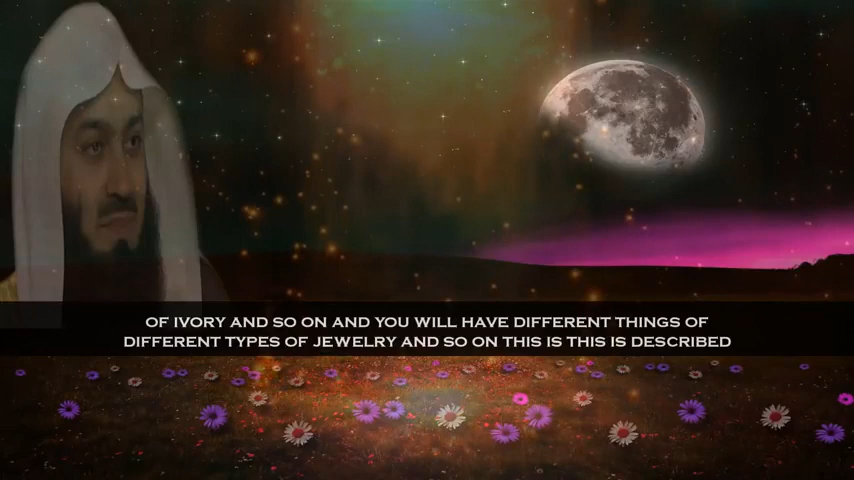 OF IVORY AND SO ON AND YOU WILL HAVE DIFFERENT THINGS OF
DIFFERENT TYPES OF JEWELRY AND SO ON THIS IS THIS IS DESCRIBED